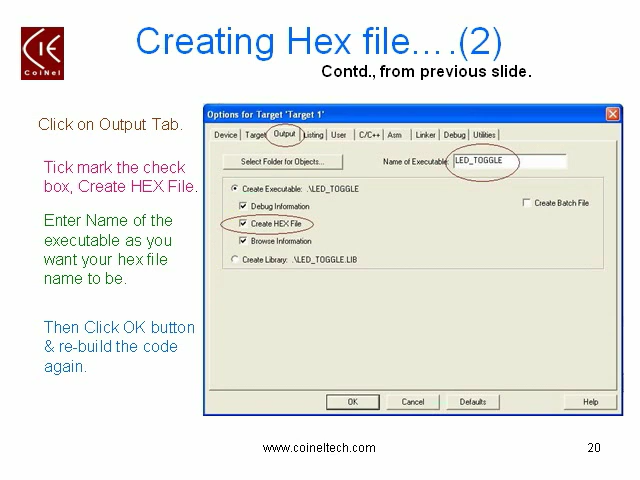 Creating Hex file….(2)
Contd., from previous slide.
CIE
CoiNel
Click on Output Tab.
Tick mark the check
box, Create HEX File.
Enter Name of the
executable as you
want your hex file
name to be.
Then Click OK button
& re-build the code
again.
Options for Target 'Target 1'
Device Target Output Listing User C/C++ Asm Linker Debug Utilities
Select Folder for Objects... Name of Executable: LED_TOGGLE
Create Executable: .\LED_TOGGLE
Debug Information Create Batch File
Create HEX File
Browse Information
Create Library: .\LED_TOGGLE.LIB
OK Cancel Defaults Help
www.coineltech.com 20